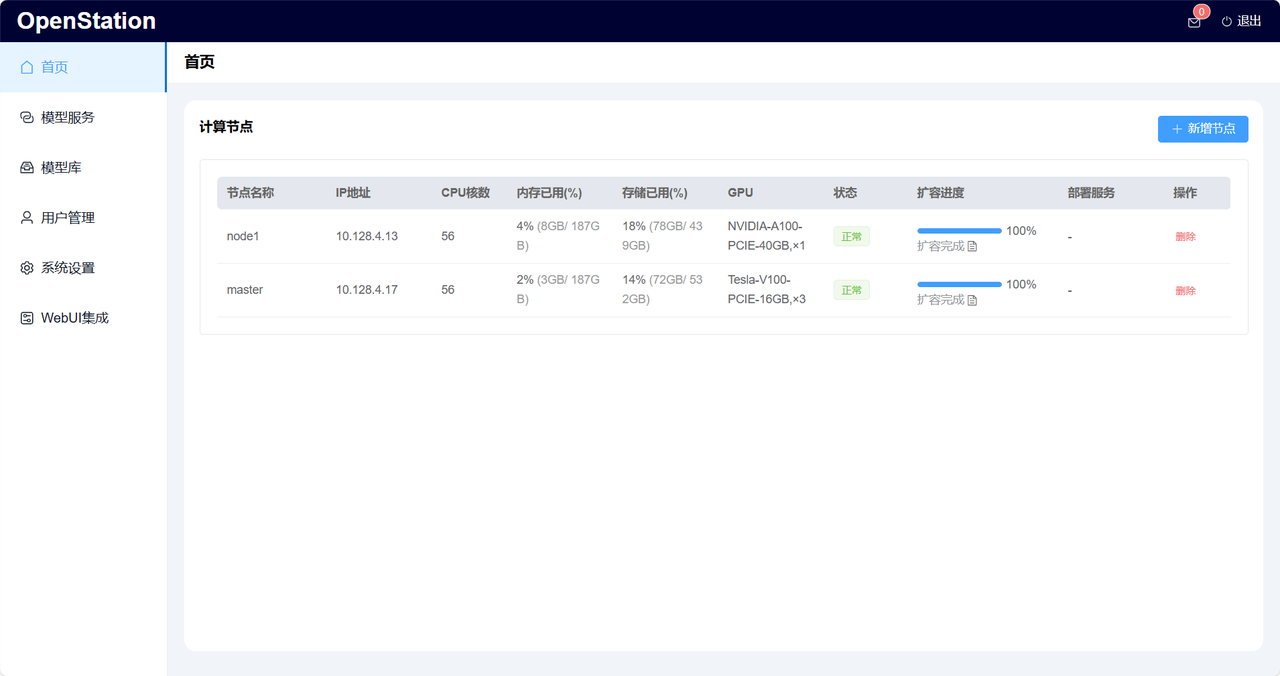 OpenStation
0
退出
首页
模型服务
模型库
用户管理
系统设置
WebUI集成
首页
计算节点
新增节点
节点名称 IP地址 CPU核数 内存已用(%) 存储已用(%) GPU 状态 扩容进度 部署服务 操作
node1 10.128.4.13 56 4% (8GB/ 187G 18% (78GB/ 43 NVIDIA-A100- 正常 100% - 删除
B) 9GB) PCIE-40GB,×1 扩容完成
master 10.128.4.17 56 2% (3GB/ 187G 14% (72GB/ 53 Tesla-V100- 正常 100% - 删除
B) 2GB) PCIE-16GB,×3 扩容完成